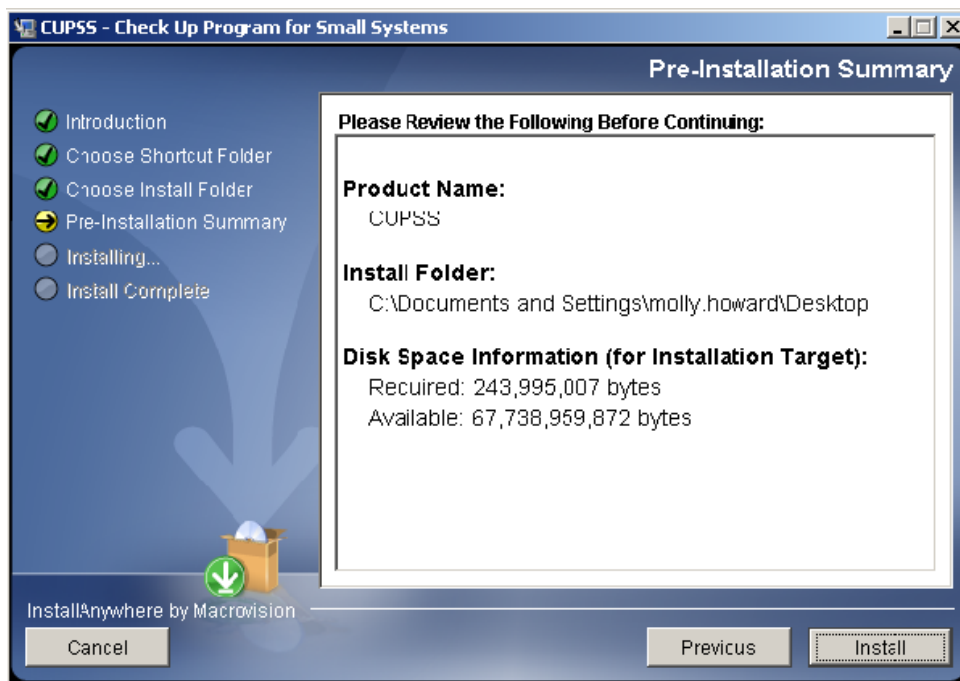 CUPSS - Check Up Program for Small Systems
Pre-Installation Summary
Introduction
Choose Shortcut Folder
Choose Install Folder
Pre-Installation Summary
Installing...
Install Complete
Please Review the Following Before Continuing:
Product Name:
CUPSS
Install Folder:
C:\Documents and Settings\molly.howard\Desktop
Disk Space Information (for Installation Target):
Required: 243,995,007 bytes
Available: 67,738,959,872 bytes
InstallAnywhere by Macrovision
Cancel
Previous
Install